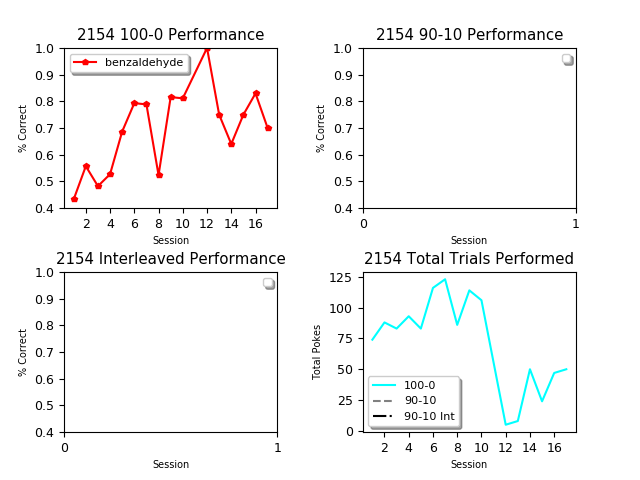 2154 100-0 Performance
1.0
0.9
0.8
0.7
0.6
0.5
0.4
% Correct
benzaldehyde
2 4 6 8 10 12 14 16
Session
2154 90-10 Performance
1.0
0.9
0.8
0.7
0.6
0.5
0.4
% Correct
0 1
Session
2154 Interleaved Performance
1.0
0.9
0.8
0.7
0.6
0.5
0.4
% Correct
0 1
Session
2154 Total Trials Performed
125
100
75
50
25
0
Total Pokes
100-0
90-10
90-10 Int
2 4 6 8 10 12 14 16
Session